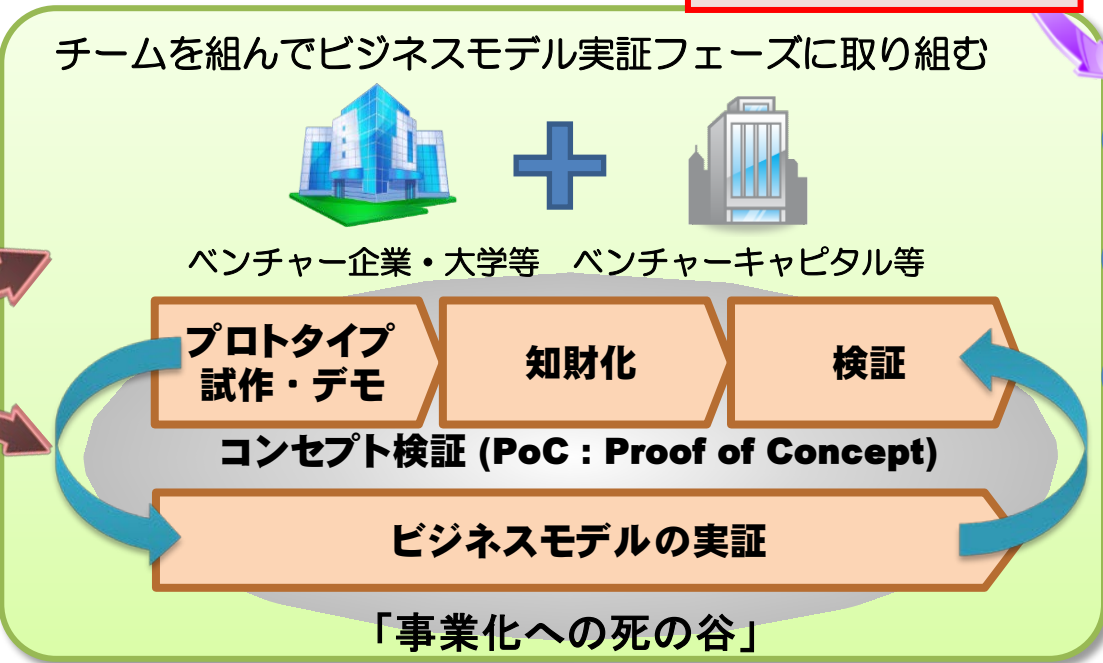 チームを組んでビジネスモデル実証フェーズに取り組む
ベンチャー企業・大学等　ベンチャーキャピタル等
プロトタイプ
試作・デモ
知財化
検証
コンセプト検証 (PoC : Proof of Concept)
ビジネスモデルの実証
「事業化への死の谷」